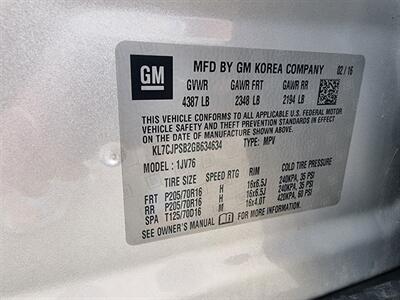 GM
MFD BY GM KOREA COMPANY 02/16
GVWR GAWR FRT GAWR RR
4387 LB 2348 LB 2194 LB
THIS VEHICLE CONFORMS TO ALL APPLICABLE U.S. FEDERAL MOTOR
VEHICLE SAFETY, BUMPER, AND THEFT PREVENTION STANDARDS IN EFFECT
ON THE DATE OF MANUFACTURE SHOWN ABOVE.
KL7CJPSB2GB634634 TYPE: MPV
MODEL : 1JV76
TIRE SIZE SPEED RTG RIM COLD TIRE PRESSURE
FRT P205/70R16 H 16x6.5J 240KPA, 35 PSI
RR P205/70R16 H 16x6.5J 240KPA, 35 PSI
SPA T125/70D16 M 16x4.0T 420KPA, 60 PSI
SEE OWNER'S MANUAL FOR MORE INFORMATION.